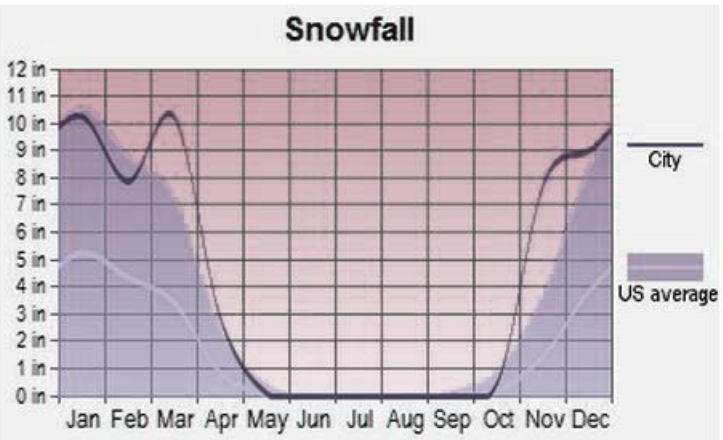 Snowfall
12 in
11 in
10 in
9 in
8 in
7 in
6 in
5 in
4 in
3 in
2 in
1 in
0 in
Jan Feb Mar Apr May Jun Jul Aug Sep Oct Nov Dec
City
US average